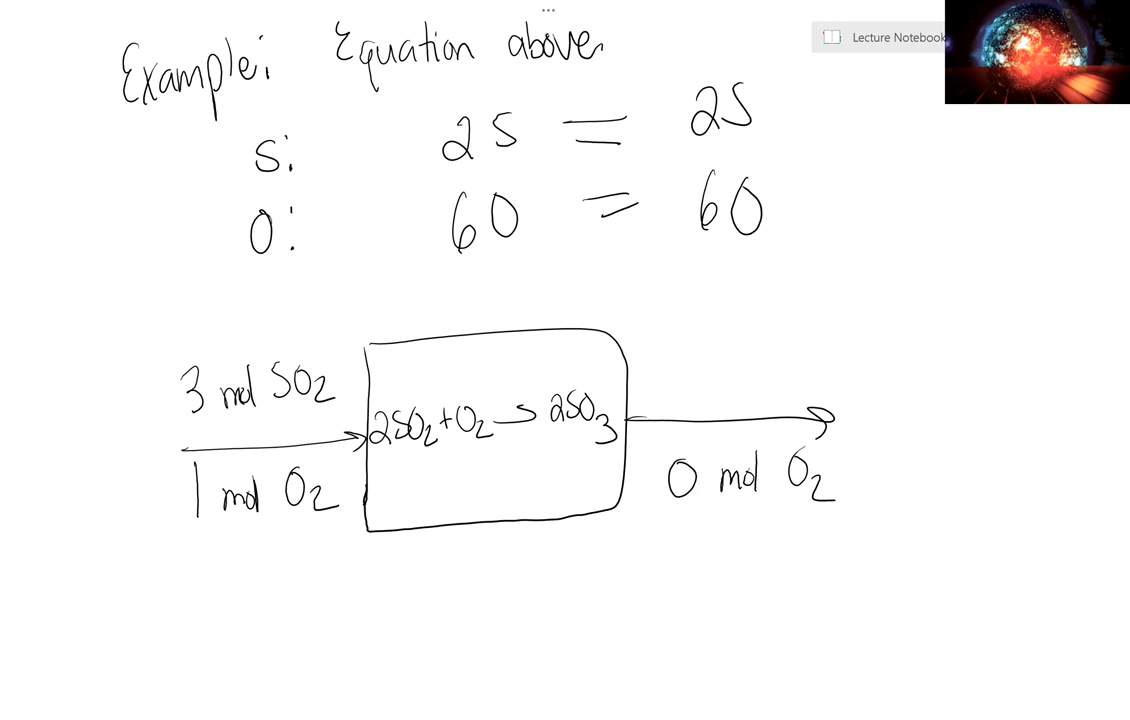 Example: Equation above
Lecture Notebook
S: 2S = 2S
O: 6O = 6O
3 mol SO2
2SO2+O2 → 2SO3
1 mol O2
0 mol O2